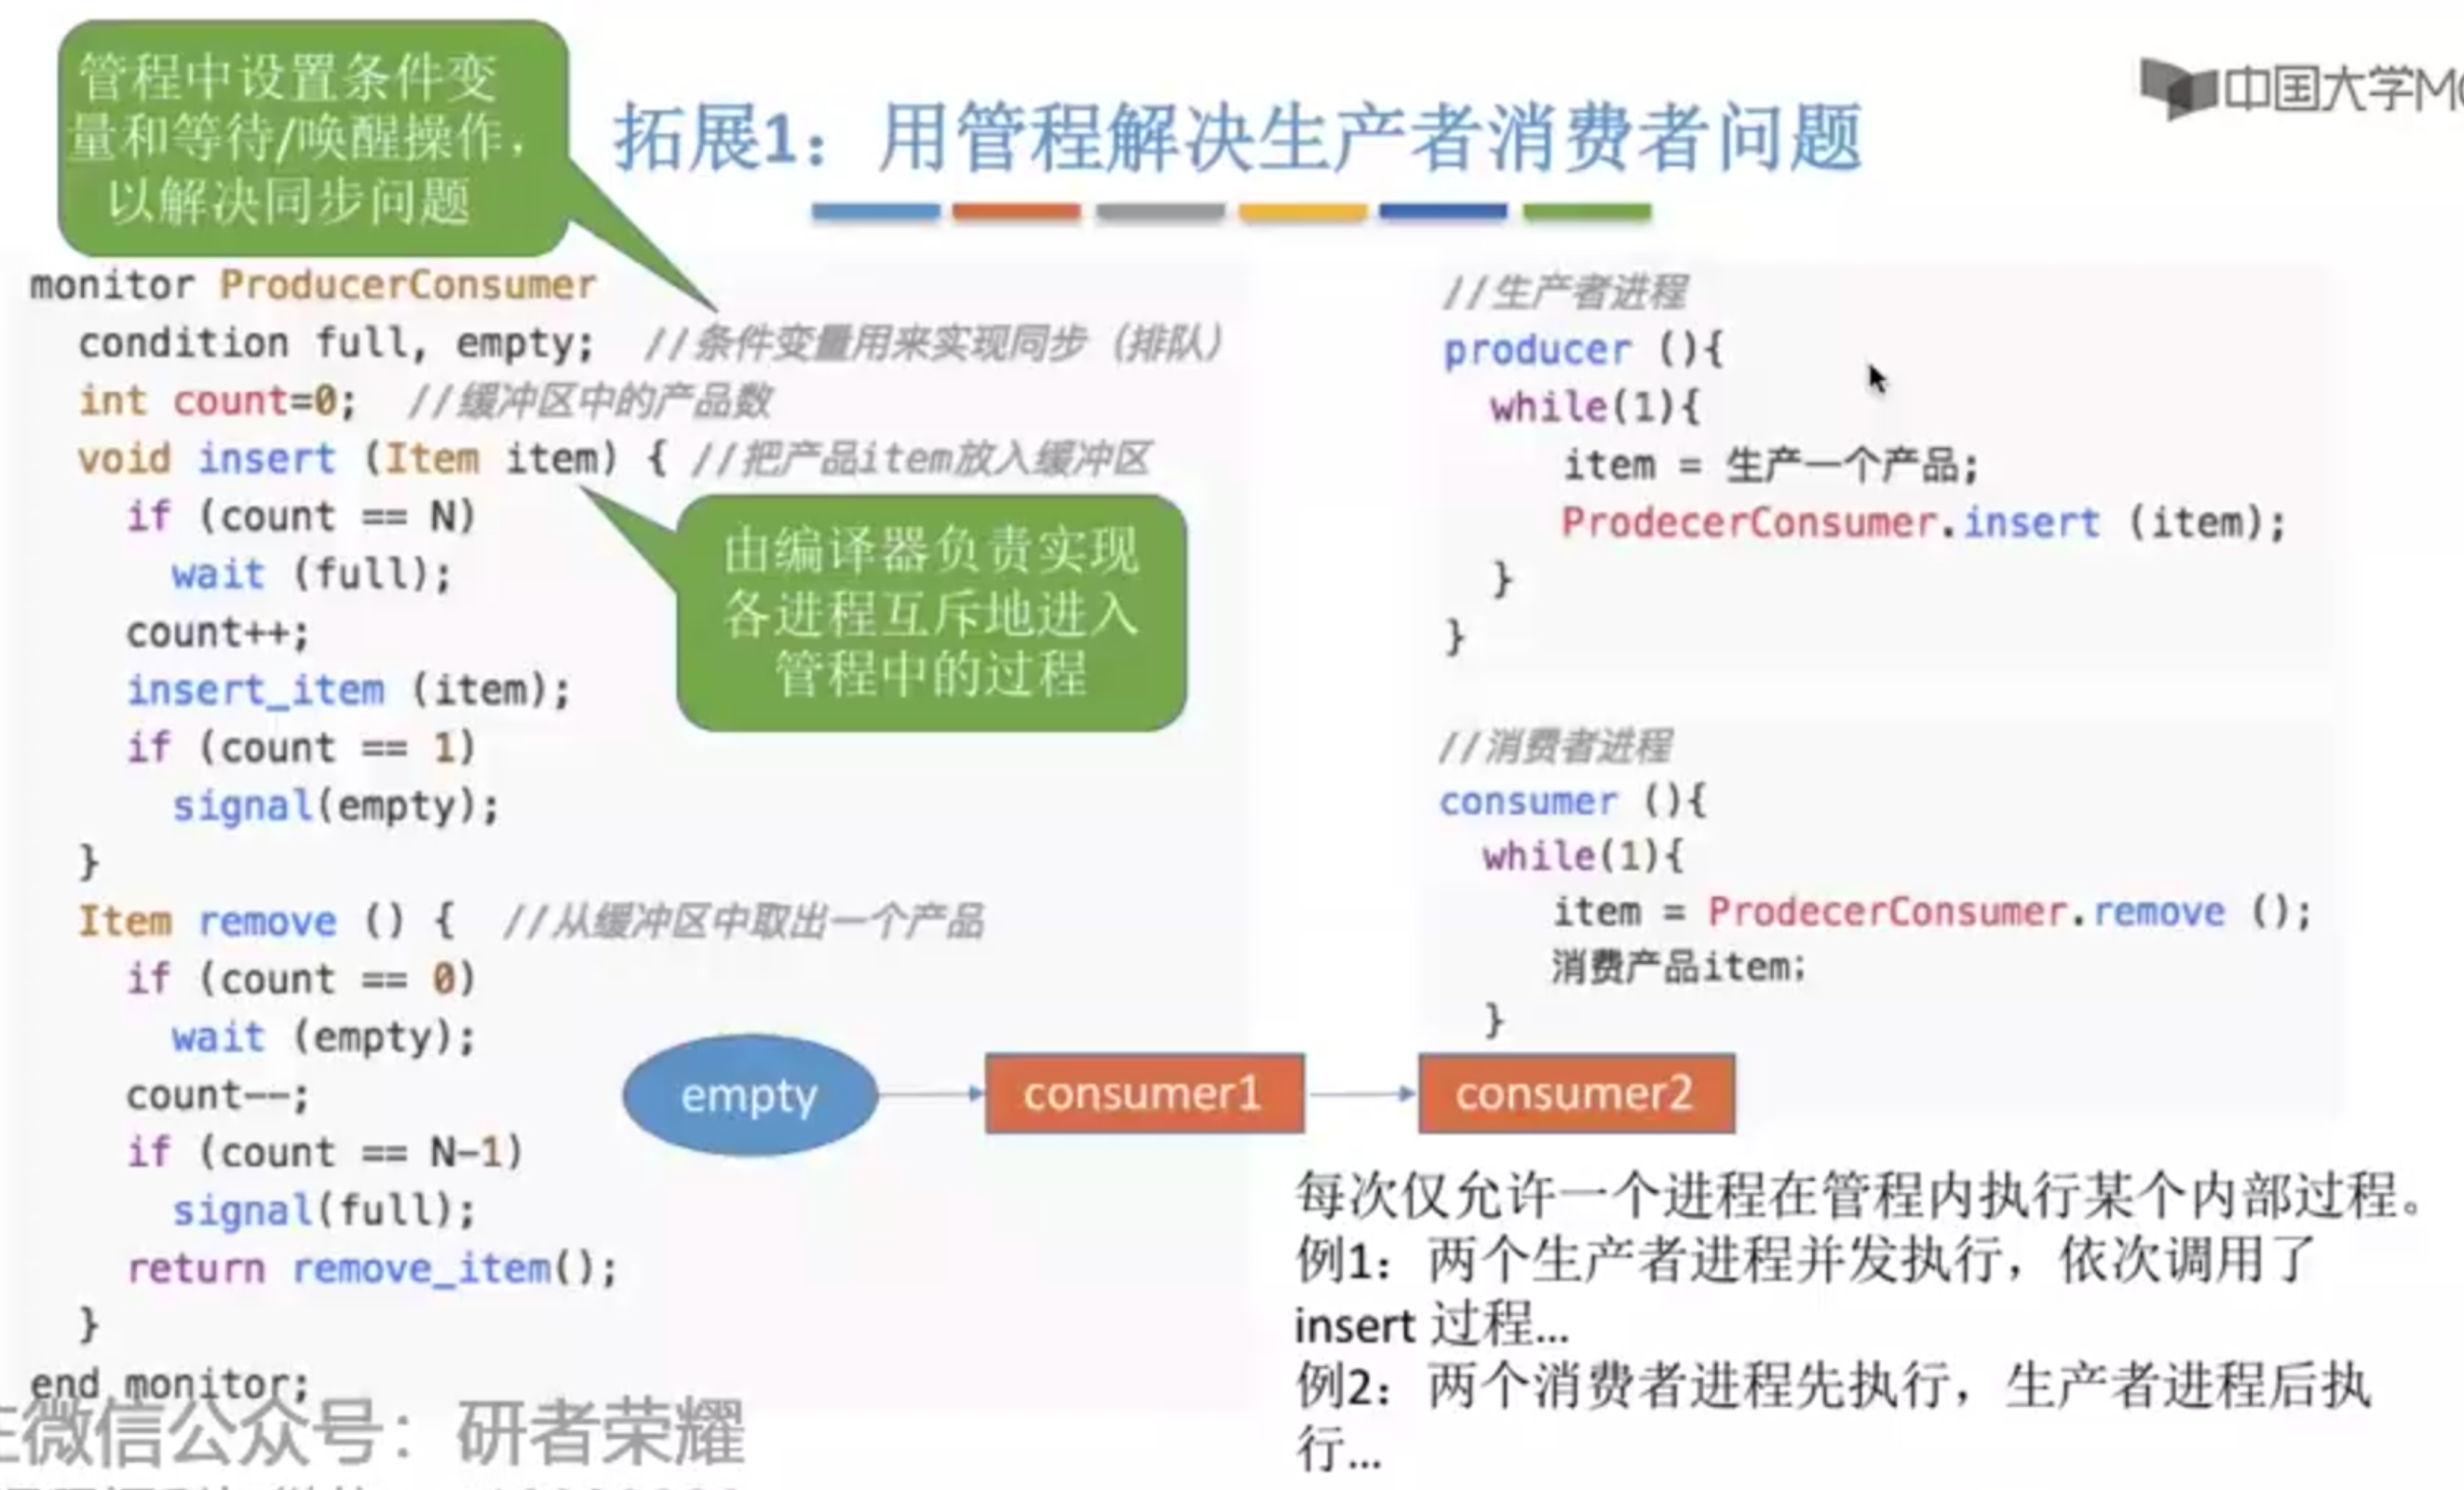 管程中设置条件变
量和等待/唤醒操作，
以解决同步问题
拓展1：用管程解决生产者消费者问题
中国大学M
monitor ProducerConsumer
condition full, empty; //条件变量用来实现同步（排队）
int count=0; //缓冲区中的产品数
void insert (Item item) { //把产品item放入缓冲区
if (count == N)
wait (full);
count++;
insert_item (item);
if (count == 1)
signal(empty);
}
由编译器负责实现
各进程互斥地进入
管程中的过程
Item remove () { //从缓冲区中取出一个产品
if (count == 0)
wait (empty);
count--;
if (count == N-1)
signal(full);
return remove_item();
}
end monitor;
//生产者进程
producer (){
while(1){
item = 生产一个产品;
ProdecerConsumer.insert (item);
}
}
//消费者进程
consumer (){
while(1){
item = ProdecerConsumer.remove ();
消费产品item;
}
empty
consumer1
consumer2
每次仅允许一个进程在管程内执行某个内部过程。
例1：两个生产者进程并发执行，依次调用了
insert 过程...
例2：两个消费者进程先执行，生产者进程后执
行...
微信公众号：研者荣耀